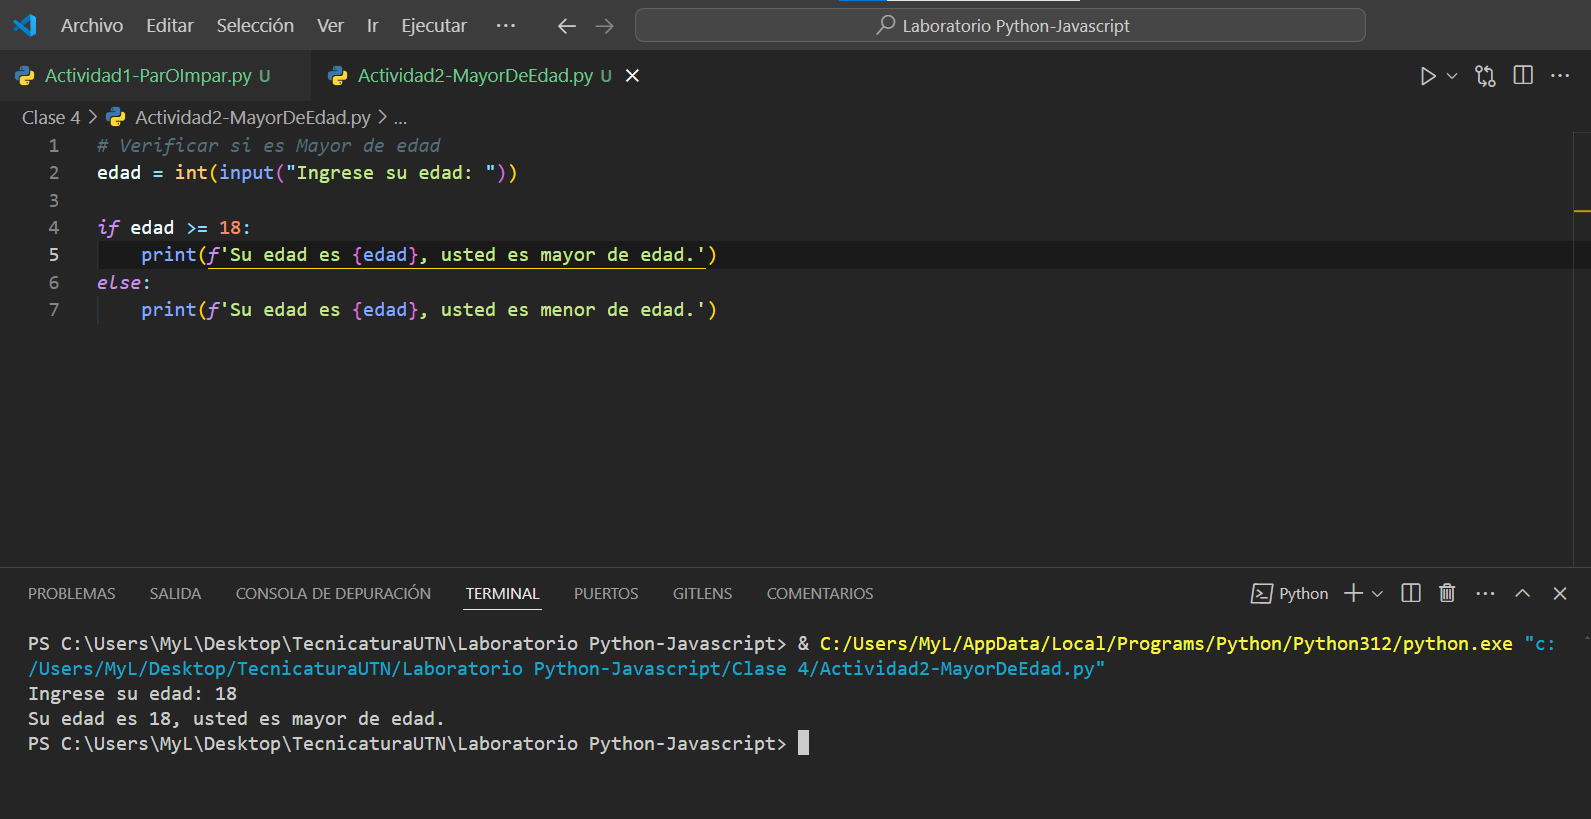 Archivo Editar Selección Ver Ir Ejecutar ··· Laboratorio Python-Javascript
Actividad1-ParOImpar.py U Actividad2-MayorDeEdad.py U
Clase 4 > Actividad2-MayorDeEdad.py > ...
1 # Verificar si es Mayor de edad
2 edad = int(input("Ingrese su edad: "))
3
4 if edad >= 18:
5     print(f'Su edad es {edad}, usted es mayor de edad.')
6 else:
7     print(f'Su edad es {edad}, usted es menor de edad.')
PROBLEMAS SALIDA CONSOLA DE DEPURACIÓN TERMINAL PUERTOS GITLENS COMENTARIOS Python
PS C:\Users\MyL\Desktop\TecnicaturaUTN\Laboratorio Python-Javascript> & C:/Users/MyL/AppData/Local/Programs/Python/Python312/python.exe "c:
/Users/MyL/Desktop/TecnicaturaUTN/Laboratorio Python-Javascript/Clase 4/Actividad2-MayorDeEdad.py"
Ingrese su edad: 18
Su edad es 18, usted es mayor de edad.
PS C:\Users\MyL\Desktop\TecnicaturaUTN\Laboratorio Python-Javascript>